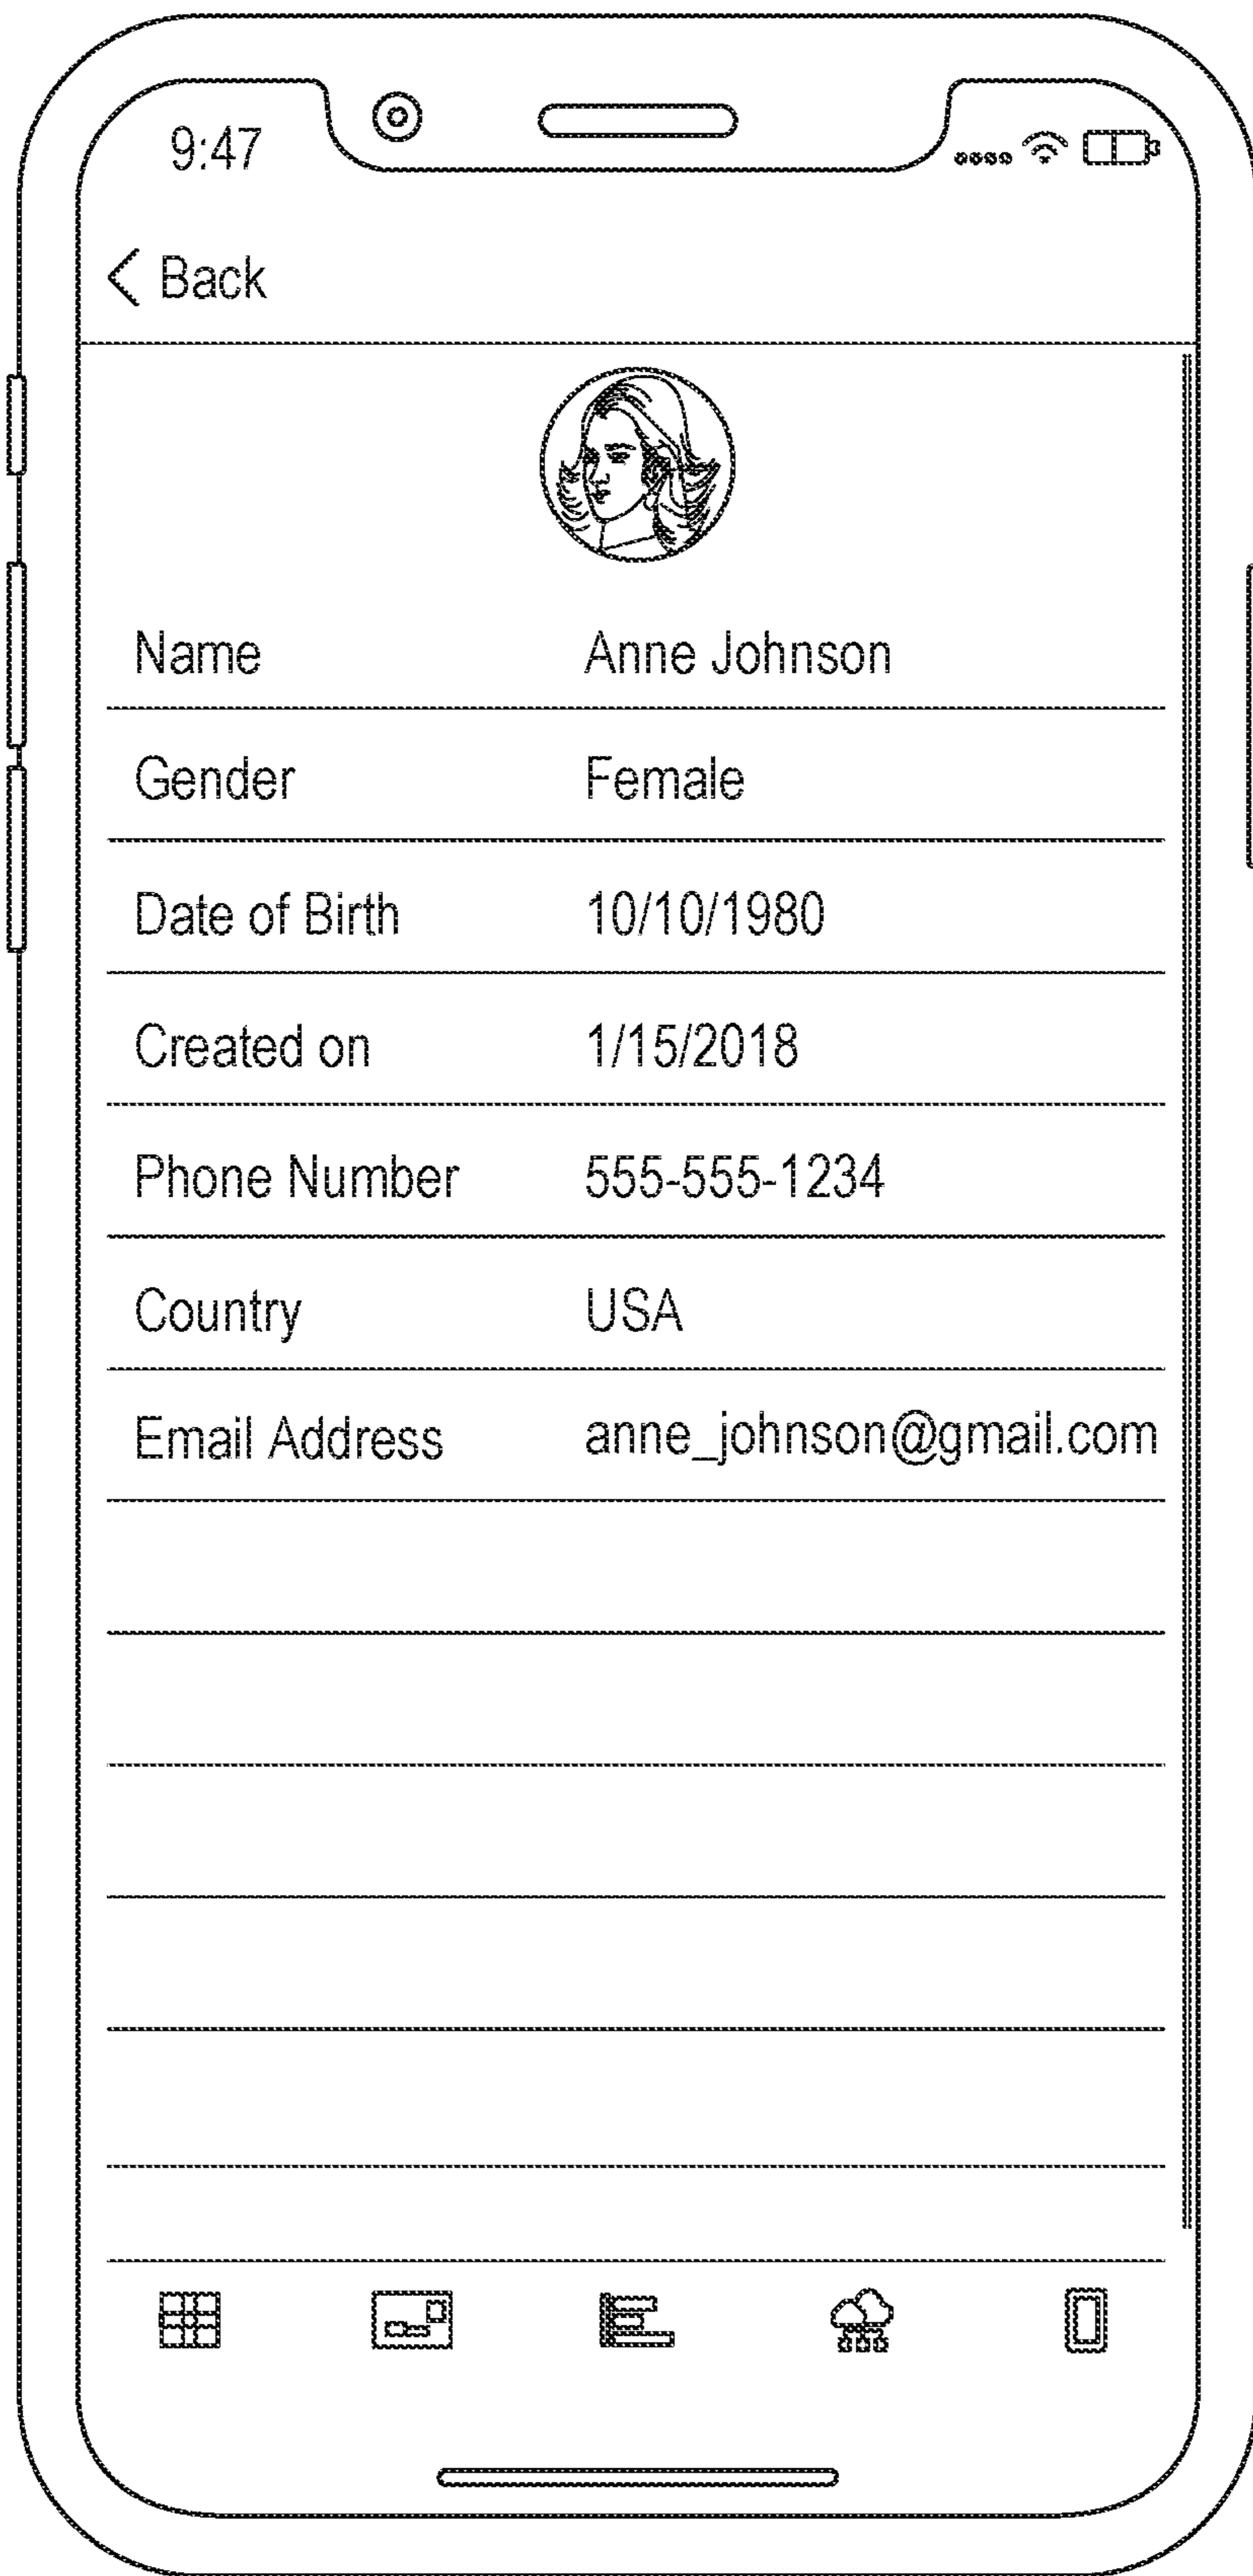 9:47
Back
Name Anne Johnson
Gender Female
Date of Birth 10/10/1980
Created on 1/15/2018
Phone Number 555-555-1234
Country USA
Email Address anne_johnson@gmail.com